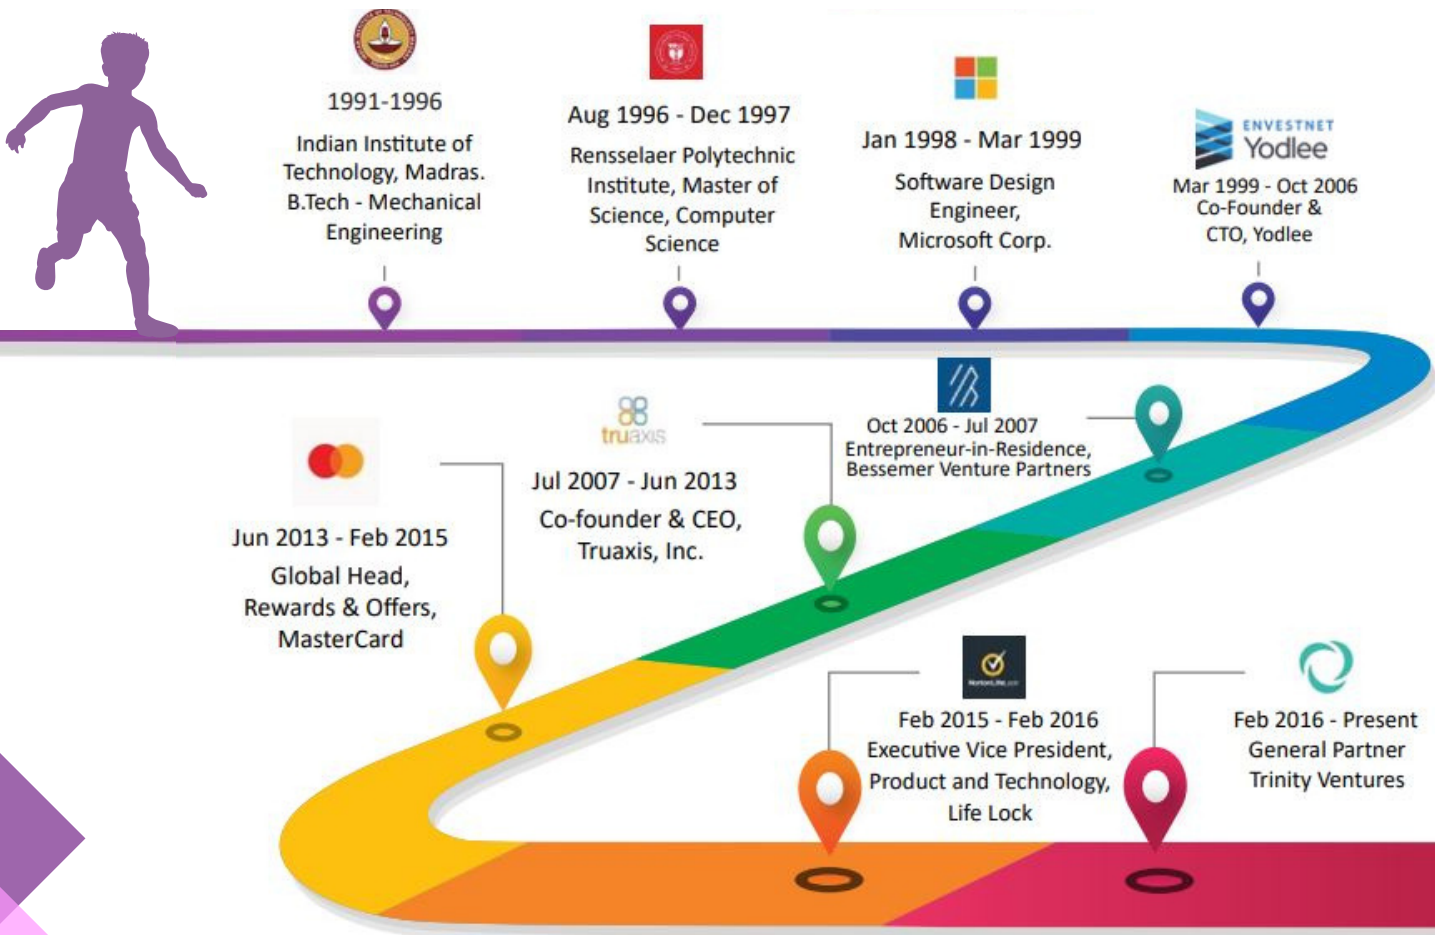 1991-1996
Indian Institute of
Technology, Madras.
B.Tech - Mechanical
Engineering
Aug 1996 - Dec 1997
Rensselaer Polytechnic
Institute, Master of
Science, Computer
Science
Jan 1998 - Mar 1999
Software Design
Engineer,
Microsoft Corp.
ENVESTNET
Yodlee
Mar 1999 - Oct 2006
Co-Founder &
CTO, Yodlee
Oct 2006 - Jul 2007
Entrepreneur-in-Residence,
Bessemer Venture Partners
truaxis
Jul 2007 - Jun 2013
Co-founder & CEO,
Truaxis, Inc.
Jun 2013 - Feb 2015
Global Head,
Rewards & Offers,
MasterCard
NortonLifeLock
Feb 2015 - Feb 2016
Executive Vice President,
Product and Technology,
Life Lock
Feb 2016 - Present
General Partner
Trinity Ventures